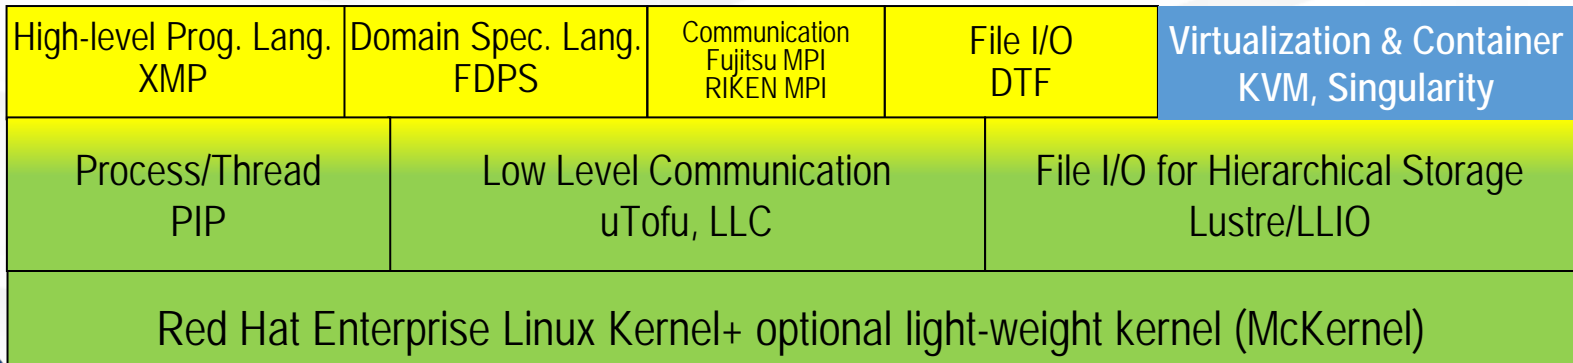 High-level Prog. Lang.
XMP
Domain Spec. Lang.
FDPS
Communication
Fujitsu MPI
RIKEN MPI
File I/O
DTF
Virtualization & Container
KVM, Singularity
Process/Thread
PIP
Low Level Communication
uTofu, LLC
File I/O for Hierarchical Storage
Lustre/LLIO
Red Hat Enterprise Linux Kernel+ optional light-weight kernel (McKernel)